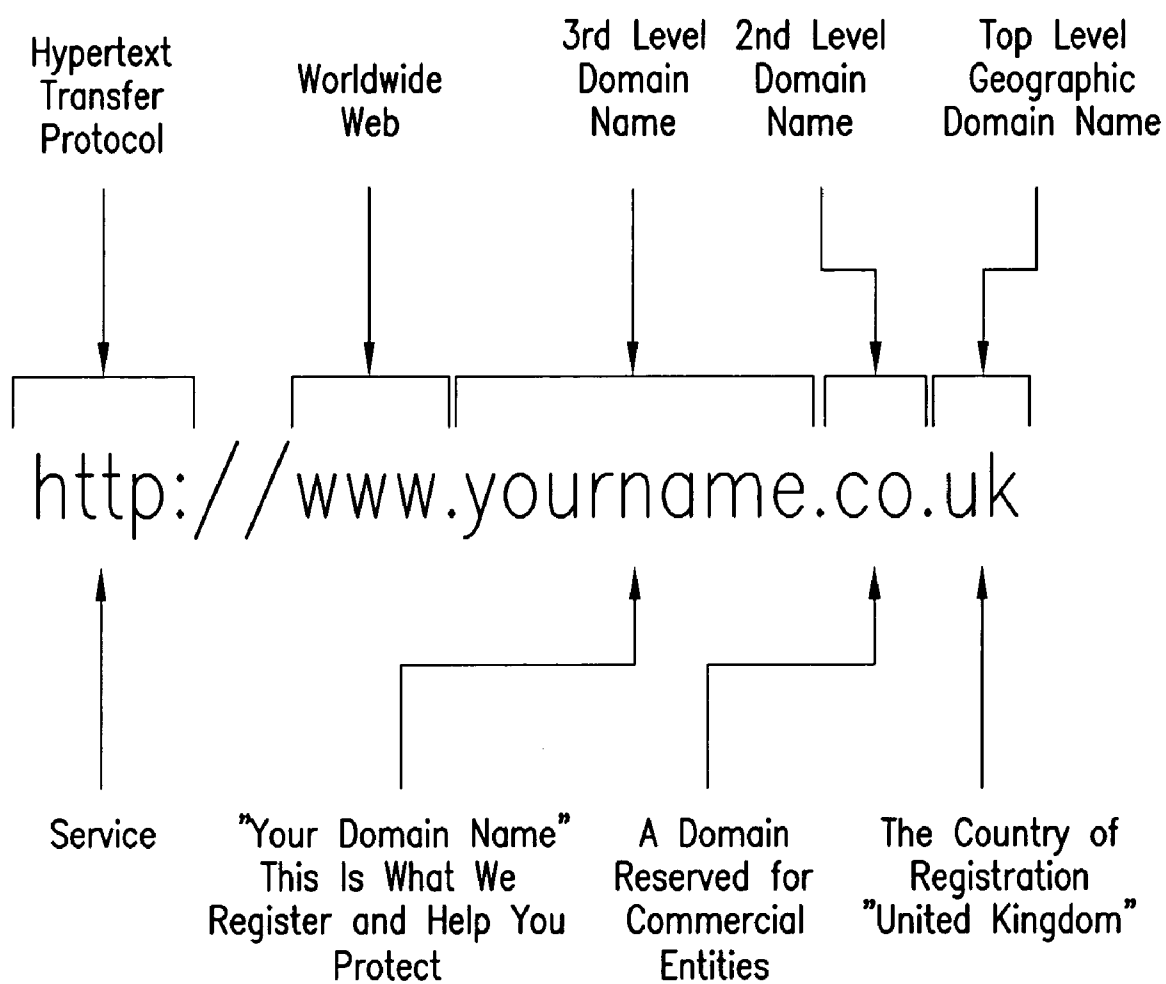 Hypertext
Transfer
Protocol
Worldwide
Web
3rd Level
Domain
Name
2nd Level
Domain
Name
Top Level
Geographic
Domain Name
http://www.yourname.co.uk
Service
"Your Domain Name"
This Is What We
Register and Help You
Protect
A Domain
Reserved for
Commercial
Entities
The Country of
Registration
"United Kingdom"